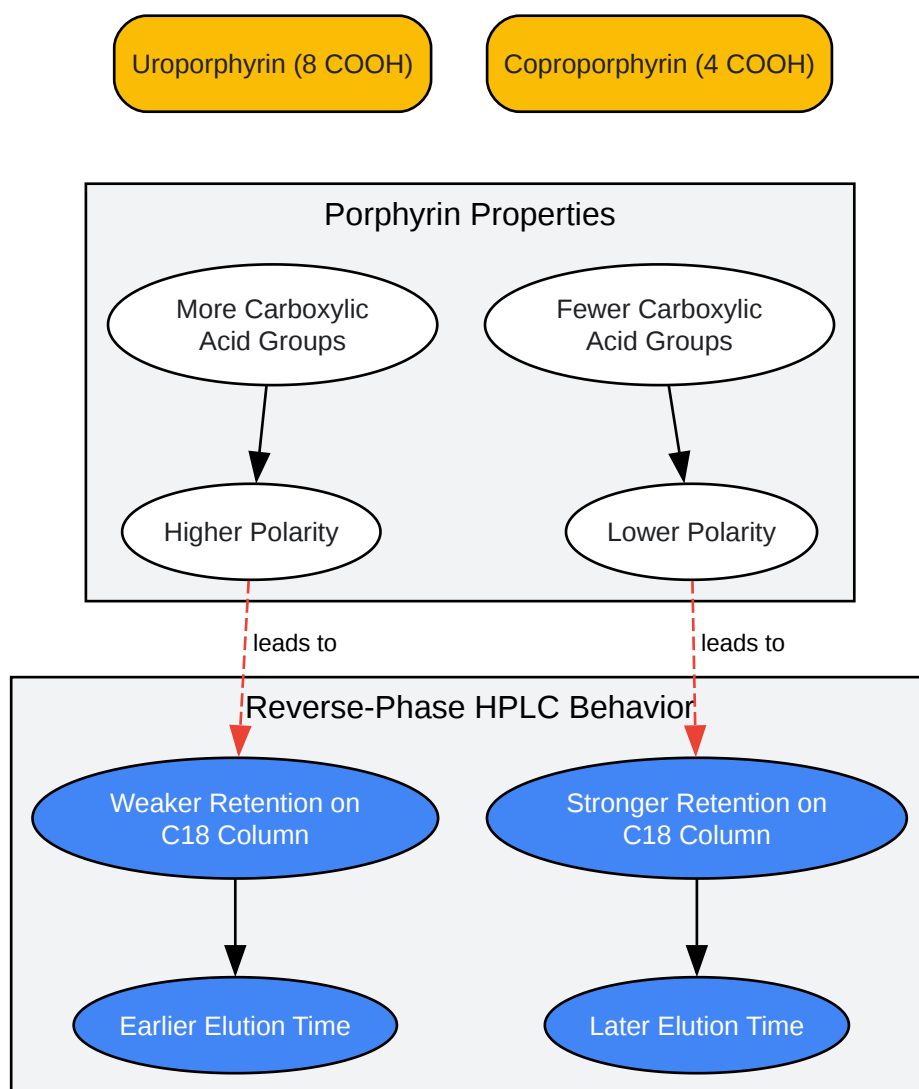 Uroporphyrin (8 COOH)
Coproporphyrin (4 COOH)
Porphyrin Properties
More Carboxylic
Acid Groups
Fewer Carboxylic
Acid Groups
Higher Polarity
Lower Polarity
leads to
leads to
Reverse-Phase HPLC Behavior
Weaker Retention on
C18 Column
Stronger Retention on
C18 Column
Earlier Elution Time
Later Elution Time